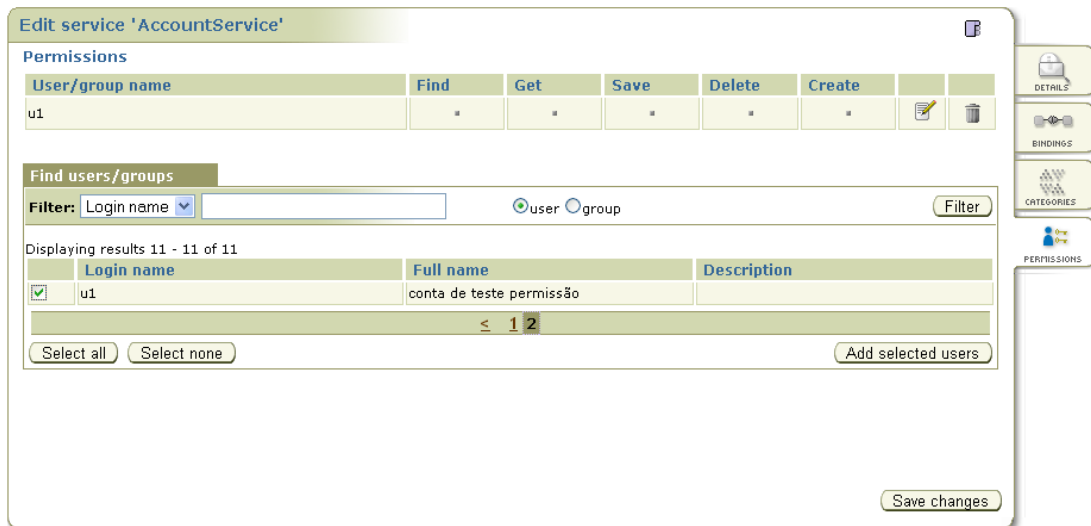 Edit service 'AccountService'
Permissions
User/group name Find Get Save Delete Create
u1
Find users/groups
Filter: Login name user group Filter
Displaying results 11 - 11 of 11
Login name Full name Description
u1 conta de teste permissão
< 1 2
Select all Select none Add selected users
Save changes
DETAILS
BINDINGS
CATEGORIES
PERMISSIONS